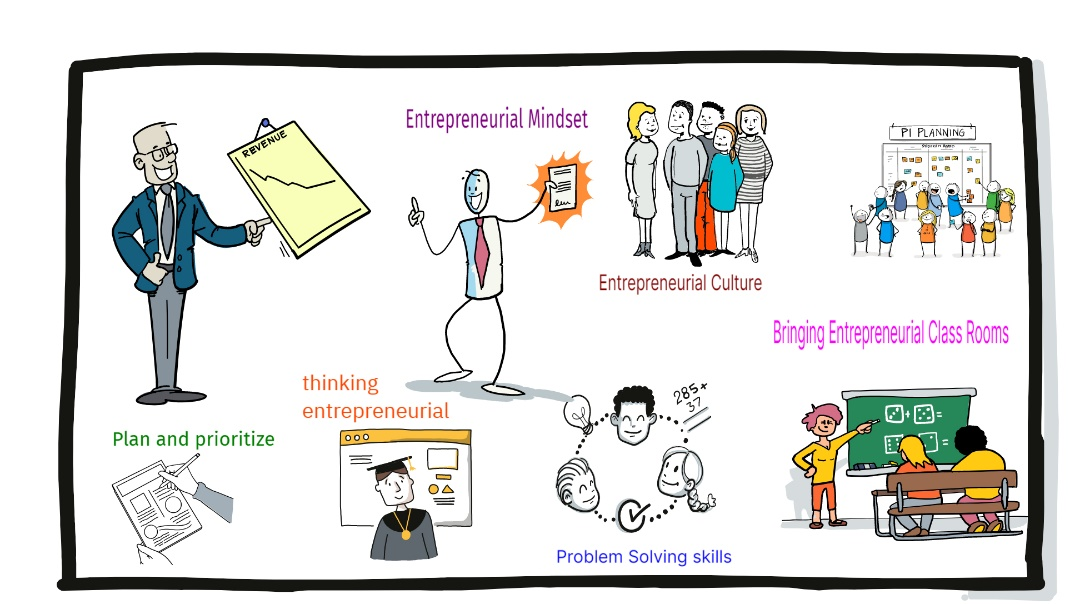 Entrepreneurial Mindset
REVENUE
PI PLANNING
Entrepreneurial Culture
Bringing Entrepreneurial Class Rooms
thinking
entrepreneurial
285+
37
Plan and prioritize
Problem Solving skills